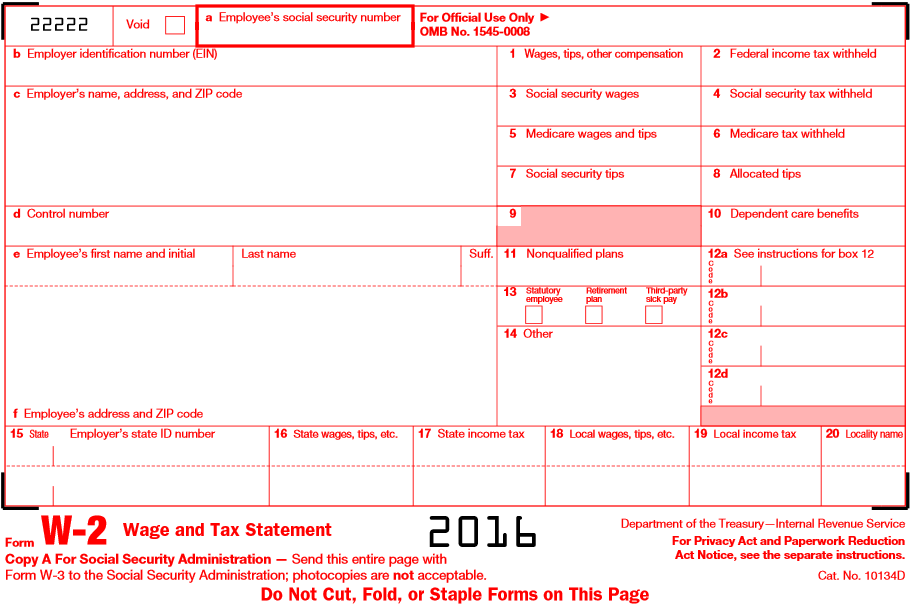 22222
Void
a Employee's social security number
For Official Use Only ►
OMB No. 1545-0008
b Employer identification number (EIN)
1 Wages, tips, other compensation
2 Federal income tax withheld
c Employer's name, address, and ZIP code
3 Social security wages
4 Social security tax withheld
5 Medicare wages and tips
6 Medicare tax withheld
7 Social security tips
8 Allocated tips
d Control number
9
10 Dependent care benefits
e Employee's first name and initial
Last name
Suff.
11 Nonqualified plans
12a See instructions for box 12
Code
13 Statutory employee
Retirement plan
Third-party sick pay
12b
Code
14 Other
12c
Code
12d
Code
f Employee's address and ZIP code
15 State
Employer's state ID number
16 State wages, tips, etc.
17 State income tax
18 Local wages, tips, etc.
19 Local income tax
20 Locality name
Form W-2 Wage and Tax Statement
2016
Department of the Treasury—Internal Revenue Service
For Privacy Act and Paperwork Reduction
Act Notice, see the separate instructions.
Copy A For Social Security Administration — Send this entire page with
Form W-3 to the Social Security Administration; photocopies are not acceptable.
Cat. No. 10134D
Do Not Cut, Fold, or Staple Forms on This Page